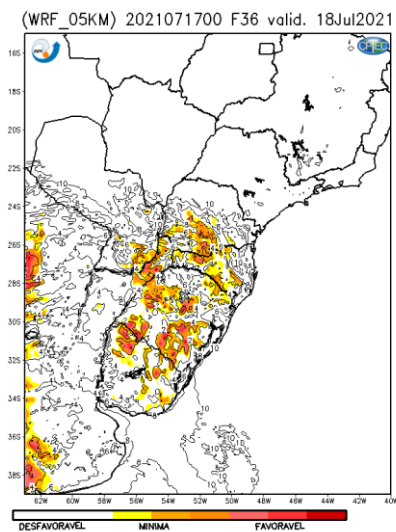 (WRF_05KM) 2021071700 F36 valid. 18Jul2021
CPTEC
16S
18S
20S
22S
24S
26S
28S
30S
32S
34S
36S
38S
62W 60W 58W 56W 54W 52W 50W 48W 46W 44W 42W 40W
DESFAVORAVEL MINIMA FAVORAVEL